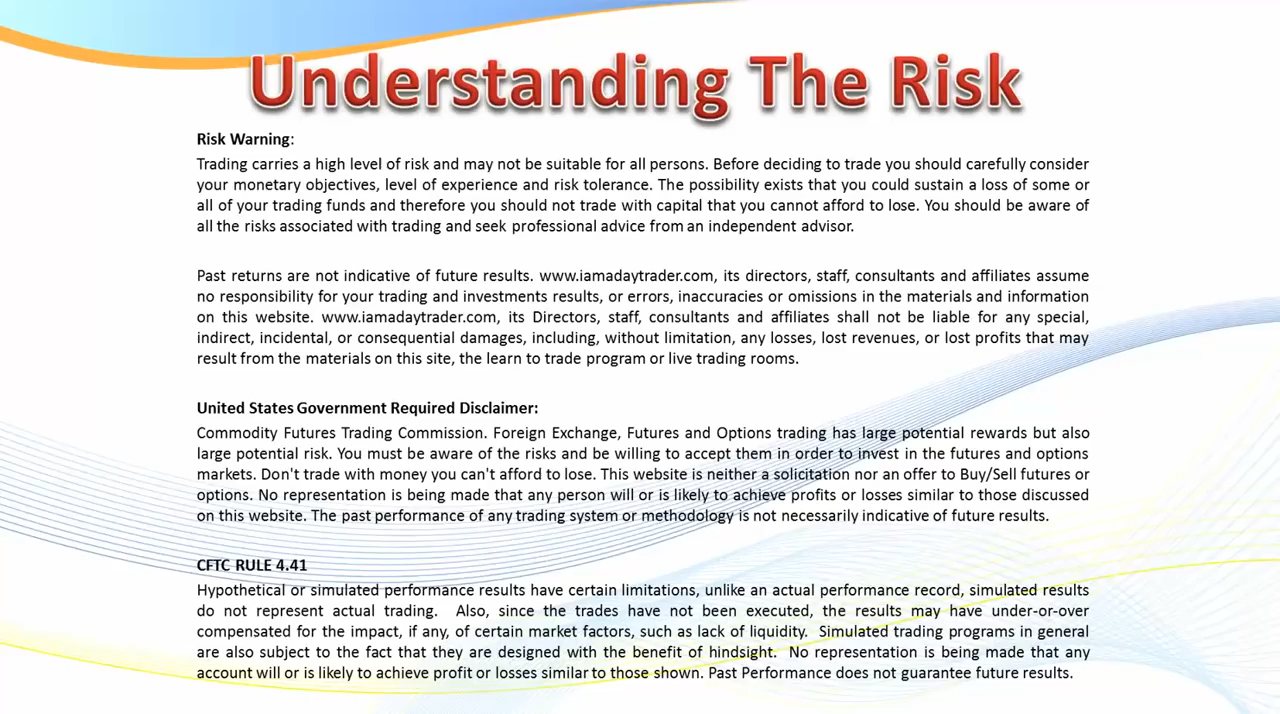 Understanding The Risk
Risk Warning:
Trading carries a high level of risk and may not be suitable for all persons. Before deciding to trade you should carefully consider
your monetary objectives, level of experience and risk tolerance. The possibility exists that you could sustain a loss of some or
all of your trading funds and therefore you should not trade with capital that you cannot afford to lose. You should be aware of
all the risks associated with trading and seek professional advice from an independent advisor.
Past returns are not indicative of future results. www.iamadaytrader.com, its directors, staff, consultants and affiliates assume
no responsibility for your trading and investments results, or errors, inaccuracies or omissions in the materials and information
on this website. www.iamadaytrader.com, its Directors, staff, consultants and affiliates shall not be liable for any special,
indirect, incidental, or consequential damages, including, without limitation, any losses, lost revenues, or lost profits that may
result from the materials on this site, the learn to trade program or live trading rooms.
United States Government Required Disclaimer:
Commodity Futures Trading Commission. Foreign Exchange, Futures and Options trading has large potential rewards but also
large potential risk. You must be aware of the risks and be willing to accept them in order to invest in the futures and options
markets. Don't trade with money you can't afford to lose. This website is neither a solicitation nor an offer to Buy/Sell futures or
options. No representation is being made that any person will or is likely to achieve profits or losses similar to those discussed
on this website. The past performance of any trading system or methodology is not necessarily indicative of future results.
CFTC RULE 4.41
Hypothetical or simulated performance results have certain limitations, unlike an actual performance record, simulated results
do not represent actual trading. Also, since the trades have not been executed, the results may have under-or-over
compensated for the impact, if any, of certain market factors, such as lack of liquidity. Simulated trading programs in general
are also subject to the fact that they are designed with the benefit of hindsight. No representation is being made that any
account will or is likely to achieve profit or losses similar to those shown. Past Performance does not guarantee future results.